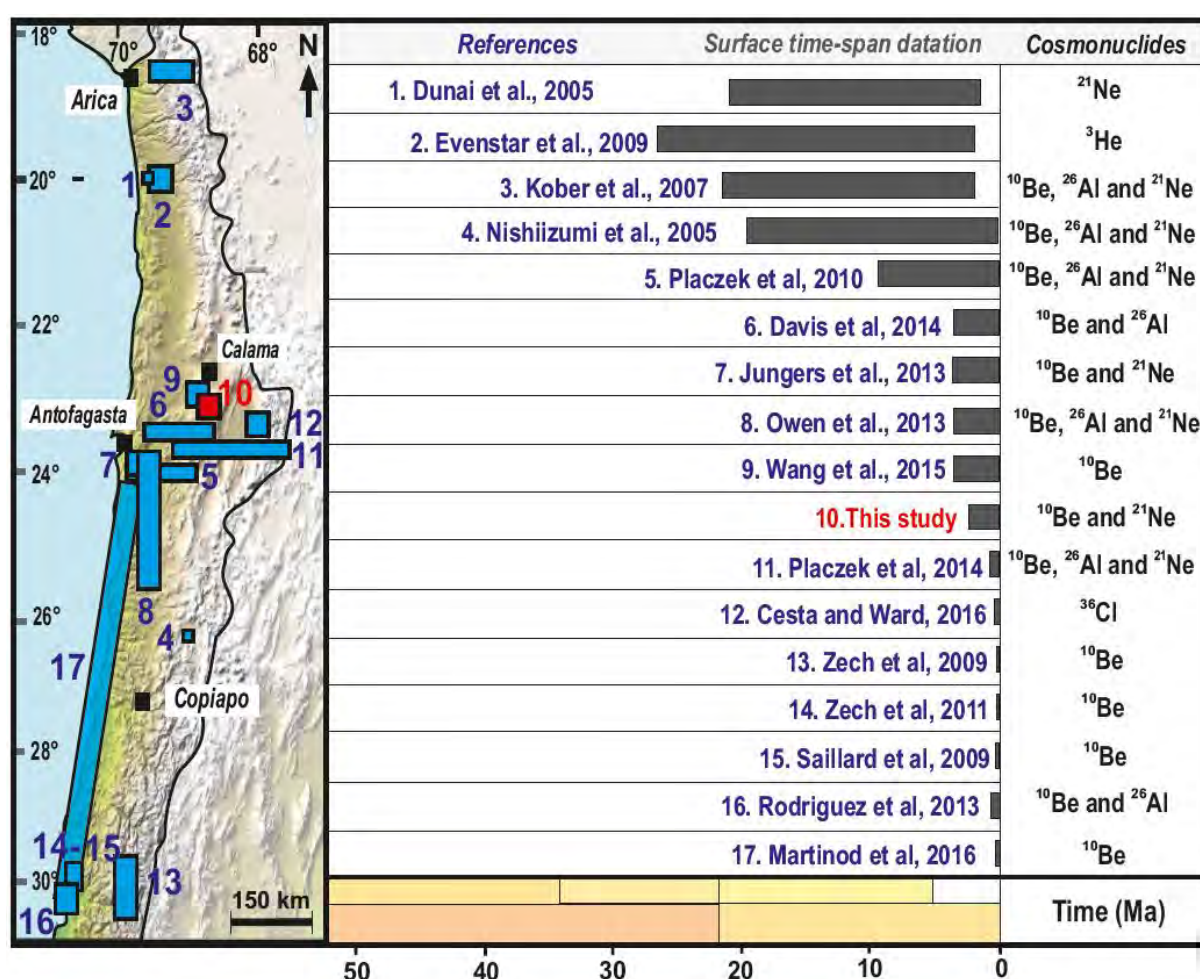 18°
70°
68°
N
Arica
3
20°
1
2
22°
Calama
9
10
6
Antofagasta
12
11
7
5
24°
8
26°
4
17
Copiapo
28°
14-15
13
30°
16
150 km
References Surface time-span datation Cosmonuclides
1. Dunai et al., 2005 ²¹Ne
2. Evenstar et al., 2009 ³He
3. Kober et al., 2007 ¹⁰Be, ²⁶Al and ²¹Ne
4. Nishiizumi et al., 2005 ¹⁰Be, ²⁶Al and ²¹Ne
5. Placzek et al, 2010 ¹⁰Be, ²⁶Al and ²¹Ne
6. Davis et al, 2014 ¹⁰Be and ²⁶Al
7. Jungers et al., 2013 ¹⁰Be and ²¹Ne
8. Owen et al., 2013 ¹⁰Be, ²⁶Al and ²¹Ne
9. Wang et al., 2015 ¹⁰Be
10.This study ¹⁰Be and ²¹Ne
11. Placzek et al, 2014 ¹⁰Be, ²⁶Al and ²¹Ne
12. Cesta and Ward, 2016 ³⁶Cl
13. Zech et al, 2009 ¹⁰Be
14. Zech et al, 2011 ¹⁰Be
15. Saillard et al, 2009 ¹⁰Be
16. Rodriguez et al, 2013 ¹⁰Be and ²⁶Al
17. Martinod et al, 2016 ¹⁰Be
Time (Ma)
50 40 30 20 10 0